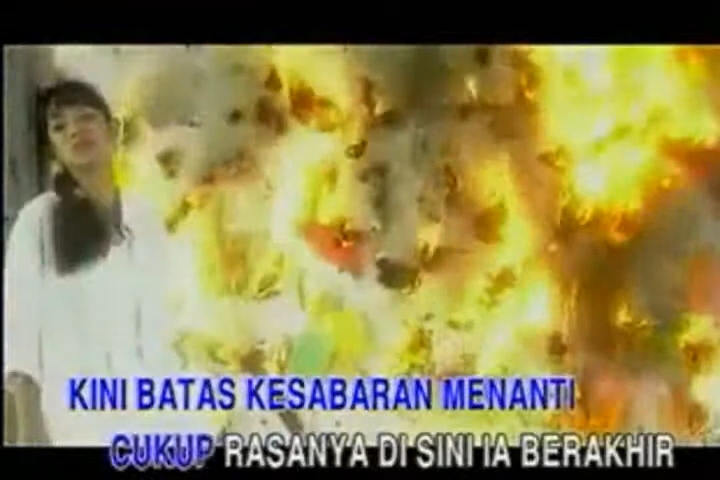 KINI BATAS KESABARAN MENANTI
CUKUP RASANYA DI SINI IA BERAKHIR